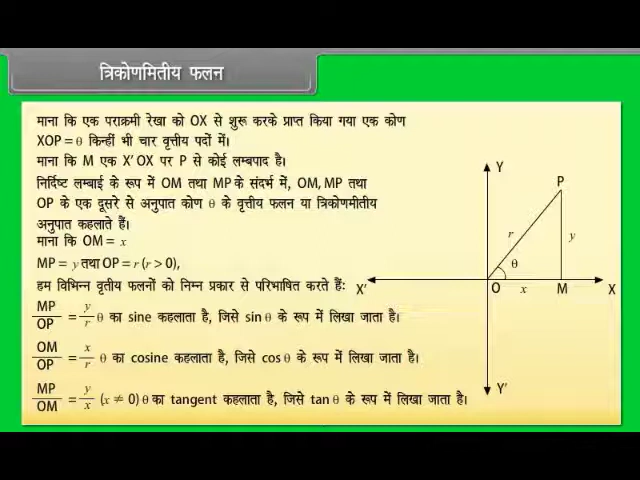 त्रिकोणमितीय फलन
माना कि एक पराक्रमी रेखा को OX से शुरू करके प्राप्त किया गया एक कोण
XOP = θ किन्हीं भी चार वृत्तीय पदों में।
माना कि M एक X′ OX पर P से कोई लम्बपाद है।
निर्दिष्ट लम्बाई के रूप में OM तथा MP के संदर्भ में, OM, MP तथा
OP के एक दूसरे से अनुपात कोण θ के वृत्तीय फलन या त्रिकोणमितीय
अनुपात कहलाते हैं।
माना कि OM = x
MP = y तथा OP = r (r > 0),
हम विभिन्न वृतीय फलनों को निम्न प्रकार से परिभाषित करते हैं:
MP/OP = y/r θ का sine कहलाता है, जिसे sin θ के रूप में लिखा जाता है।
OM/OP = x/r θ का cosine कहलाता है, जिसे cos θ के रूप में लिखा जाता है।
MP/OM = y/x (x ≠ 0) θ का tangent कहलाता है, जिसे tan θ के रूप में लिखा जाता है।
Y
P
r
y
θ
X′
O
x
M
X
Y′